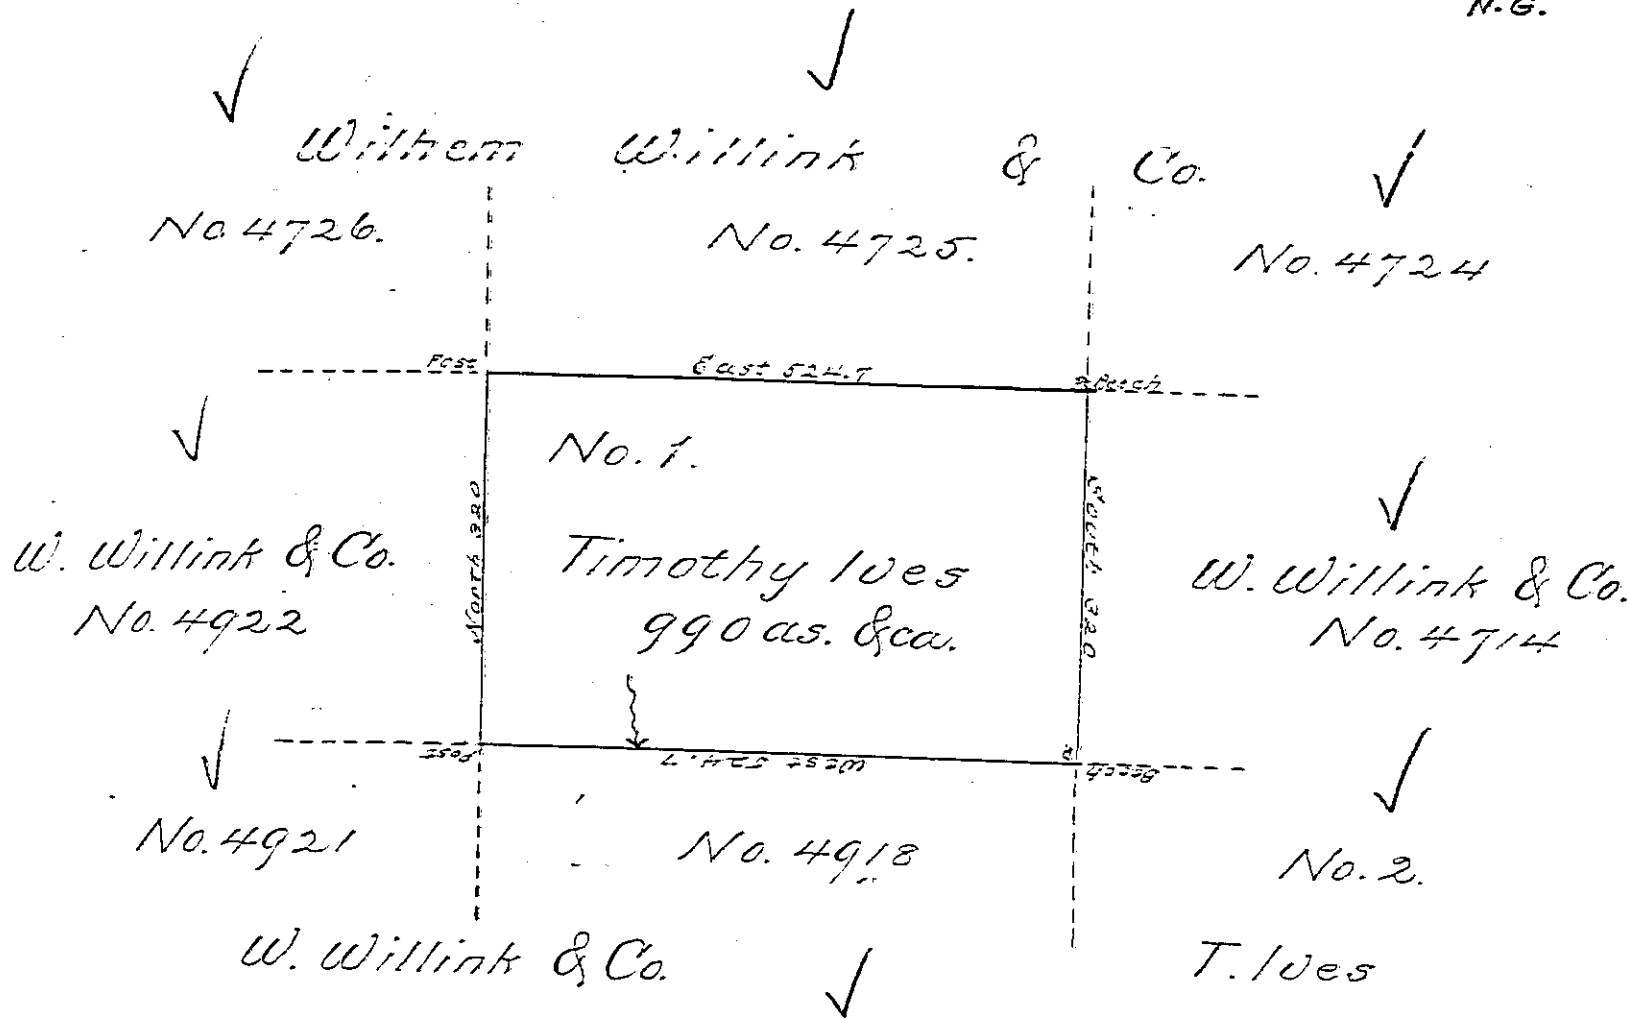 N.G.
Wilhem Willink & Co.
No. 4726.
No. 4725.
No. 4724
Post
East 524.7
Beech
No. 1.
North 320
South 320
W. Willink & Co.
No. 4922
Timothy Ives
990 as. &ca.
W. Willink & Co.
No. 4714
Post
West 524.7
Beech
No. 4921
No. 4918
No. 2.
W. Willink & Co.
T. Ives